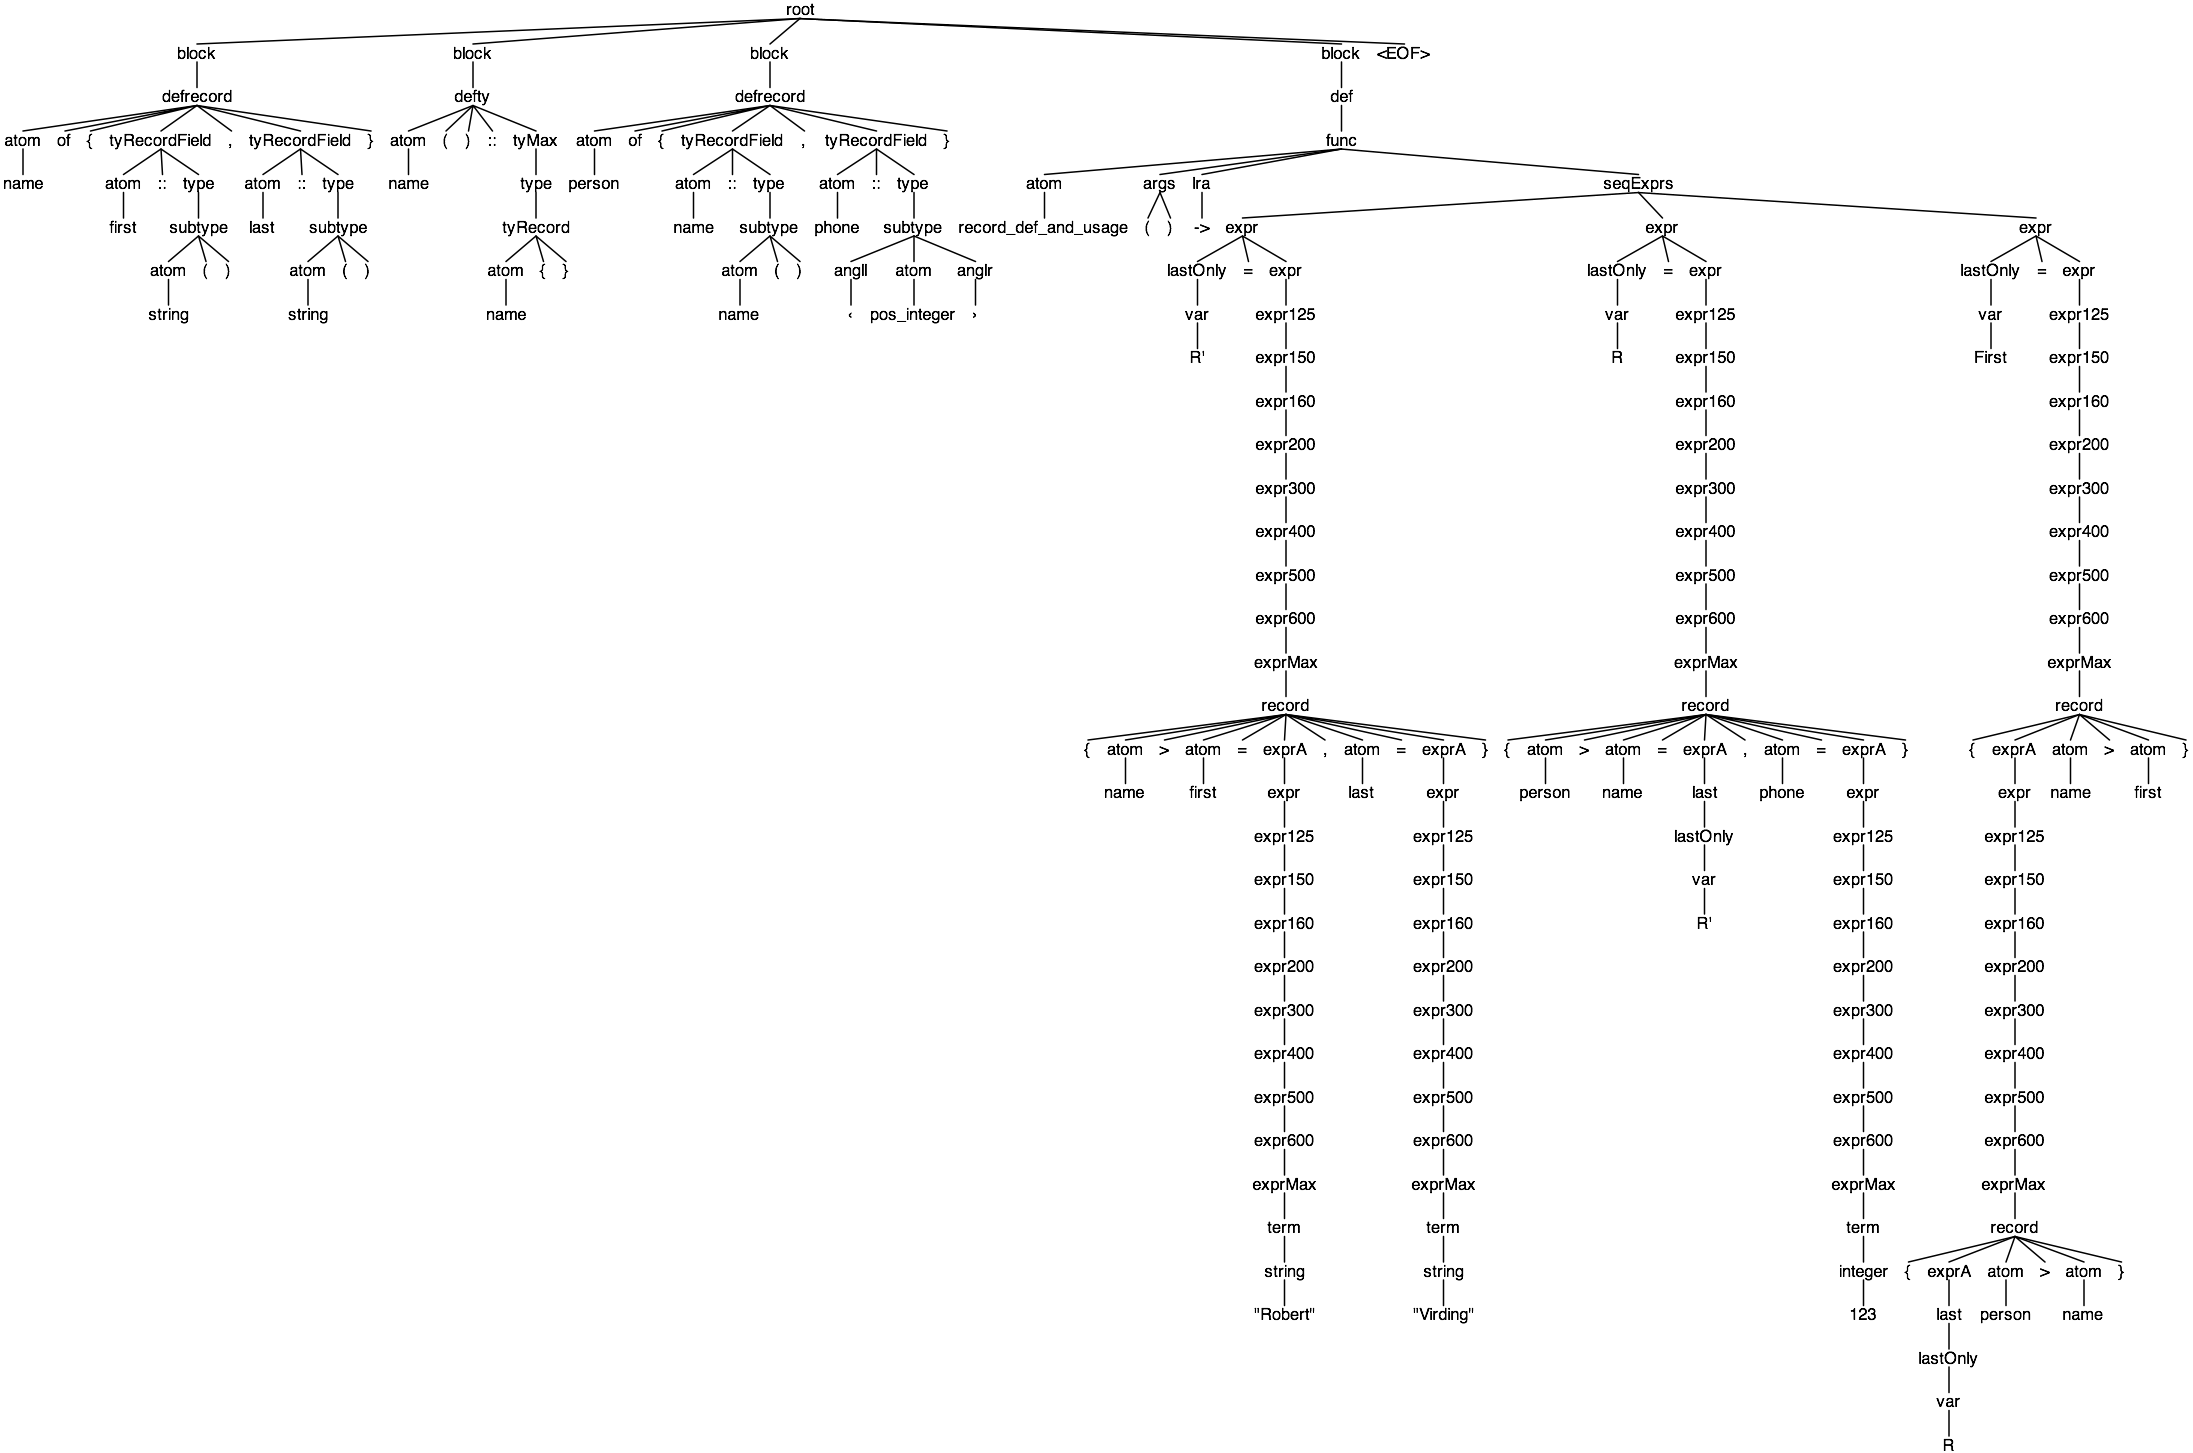 root
block block block block <EOF>
defrecord defty defrecord def
atom of { tyRecordField , tyRecordField } atom ( ) :: tyMax atom of { tyRecordField , tyRecordField } func
name atom :: type atom :: type name type person atom :: type atom :: type atom args lra seqExprs
first subtype last subtype tyRecord name subtype phone subtype record_def_and_usage ( ) -> expr expr expr
atom ( ) atom ( ) atom { } atom ( ) angll atom anglr lastOnly = expr lastOnly = expr lastOnly = expr
string string name name ‹ pos_integer › var expr125 var expr125 var expr125
R' expr150 R expr150 First expr150
expr160 expr160 expr160
expr200 expr200 expr200
expr300 expr300 expr300
expr400 expr400 expr400
expr500 expr500 expr500
expr600 expr600 expr600
exprMax exprMax exprMax
record record record
{ atom > atom = exprA , atom = exprA } { atom > atom = exprA , atom = exprA } { exprA atom > atom }
name first expr last expr person name last phone expr expr name first
expr125 expr125 lastOnly expr125 expr125
expr150 expr150 var expr150 expr150
expr160 expr160 R' expr160 expr160
expr200 expr200 expr200 expr200
expr300 expr300 expr300 expr300
expr400 expr400 expr400 expr400
expr500 expr500 expr500 expr500
expr600 expr600 expr600 expr600
exprMax exprMax exprMax exprMax
term term term record
string string integer { exprA atom > atom }
"Robert" "Virding" 123 last person name
lastOnly
var
R